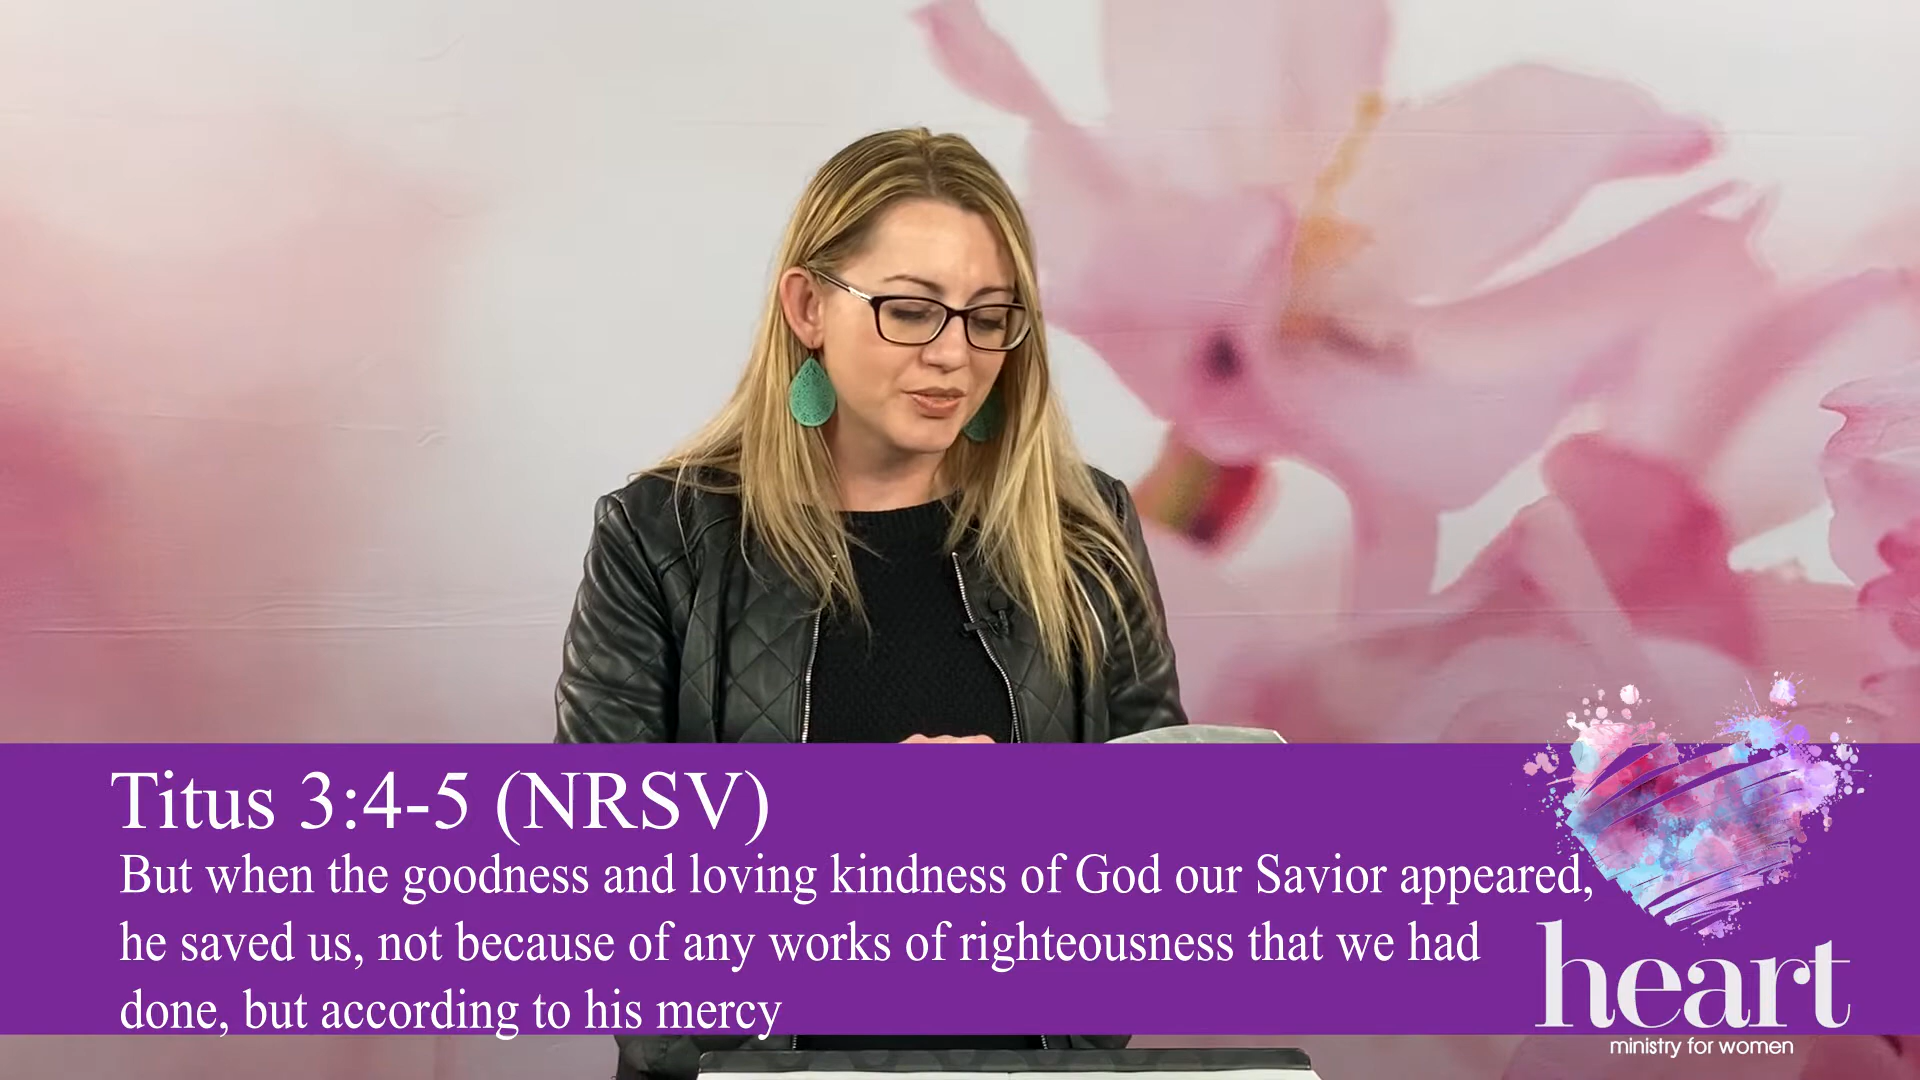 Titus 3:4-5 (NRSV)
But when the goodness and loving kindness of God our Savior appeared,
he saved us, not because of any works of righteousness that we had
done, but according to his mercy
heart
ministry for women